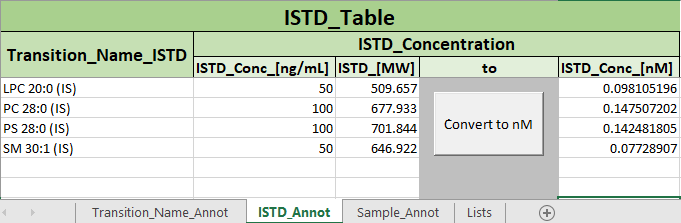 ISTD_Table
Transition_Name_ISTD ISTD_Concentration
ISTD_Conc_[ng/mL] ISTD_[MW] to ISTD_Conc_[nM]
LPC 20:0 (IS) 50 509.657 0.098105196
PC 28:0 (IS) 100 677.933 0.147507202
PS 28:0 (IS) 100 701.844 0.142481805
SM 30:1 (IS) 50 646.922 0.07728907
Convert to nM
Transition_Name_Annot ISTD_Annot Sample_Annot Lists